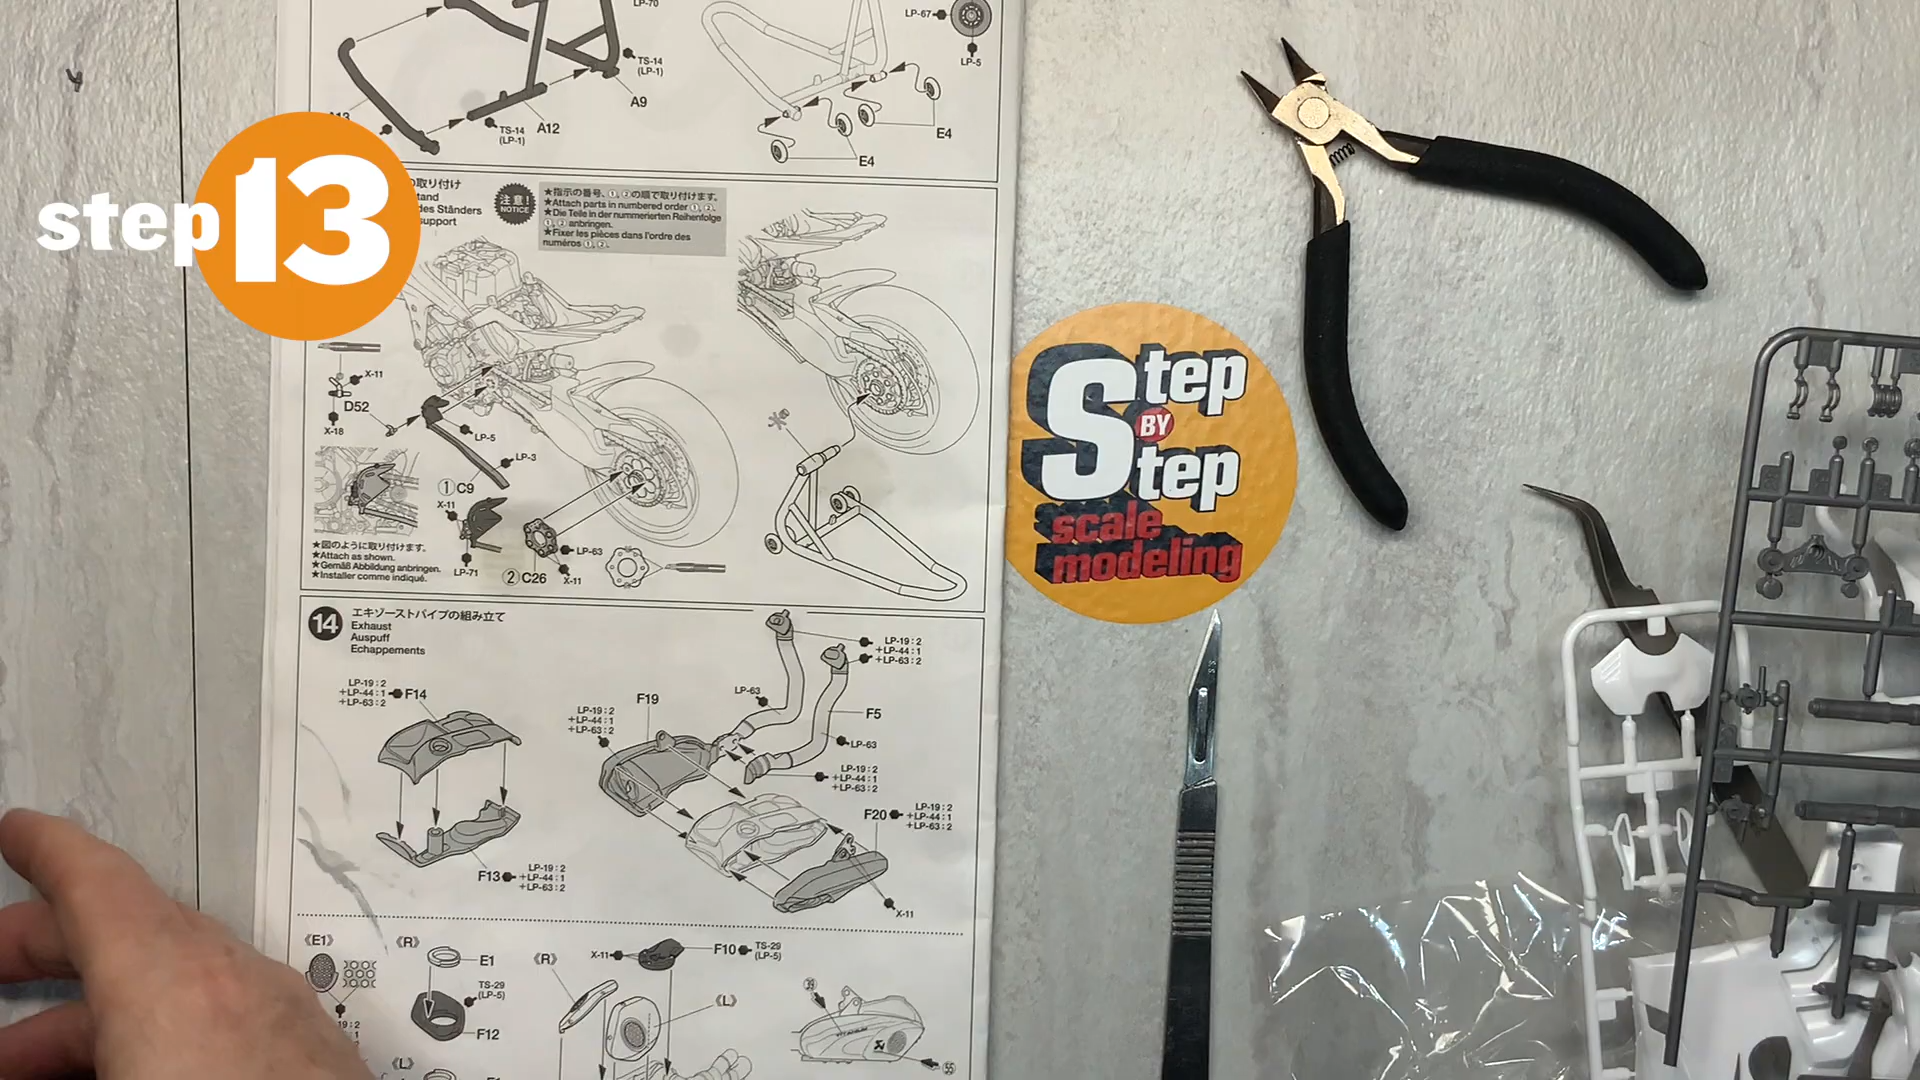 LP-70
LP-67
LP-5
TS-14
(LP-1)
A9
A12
TS-14
(LP-1)
E4
E4
step 13
の取り付け
des Ständers
注意!
NOTICE
★指示の番号、①、②の順で取り付けます。
★Attach parts in numbered order ①, ②.
★Die Teile in der nummerierten Reihenfolge
①, ② anbringen.
★Fixer les pièces dans l'ordre des
numéros ①, ②.
X-11
D52
X-18
LP-5
LP-3
① C9
X-11
LP-71
② C26
LP-63
X-11
★図のように取り付けます。
★Attach as shown.
★Gemäß Abbildung anbringen.
★Installer comme indiqué.
Step
BY
Step
scale
modeling
14
エキゾーストパイプの組み立て
Exhaust
Auspuff
Echappements
LP-19:2
+LP-44:1
+LP-63:2
F14
F13
LP-19:2
+LP-44:1
+LP-63:2
F19
LP-19:2
+LP-44:1
+LP-63:2
LP-63
LP-19:2
+LP-44:1
+LP-63:2
F5
LP-63
LP-19:2
+LP-44:1
+LP-63:2
F20
LP-19:2
+LP-44:1
+LP-63:2
X-11
《E1》
《R》
E1
TS-29
(LP-5)
F12
《L》
《R》
X-11
F10
TS-29
(LP-5)
《L》
39
55